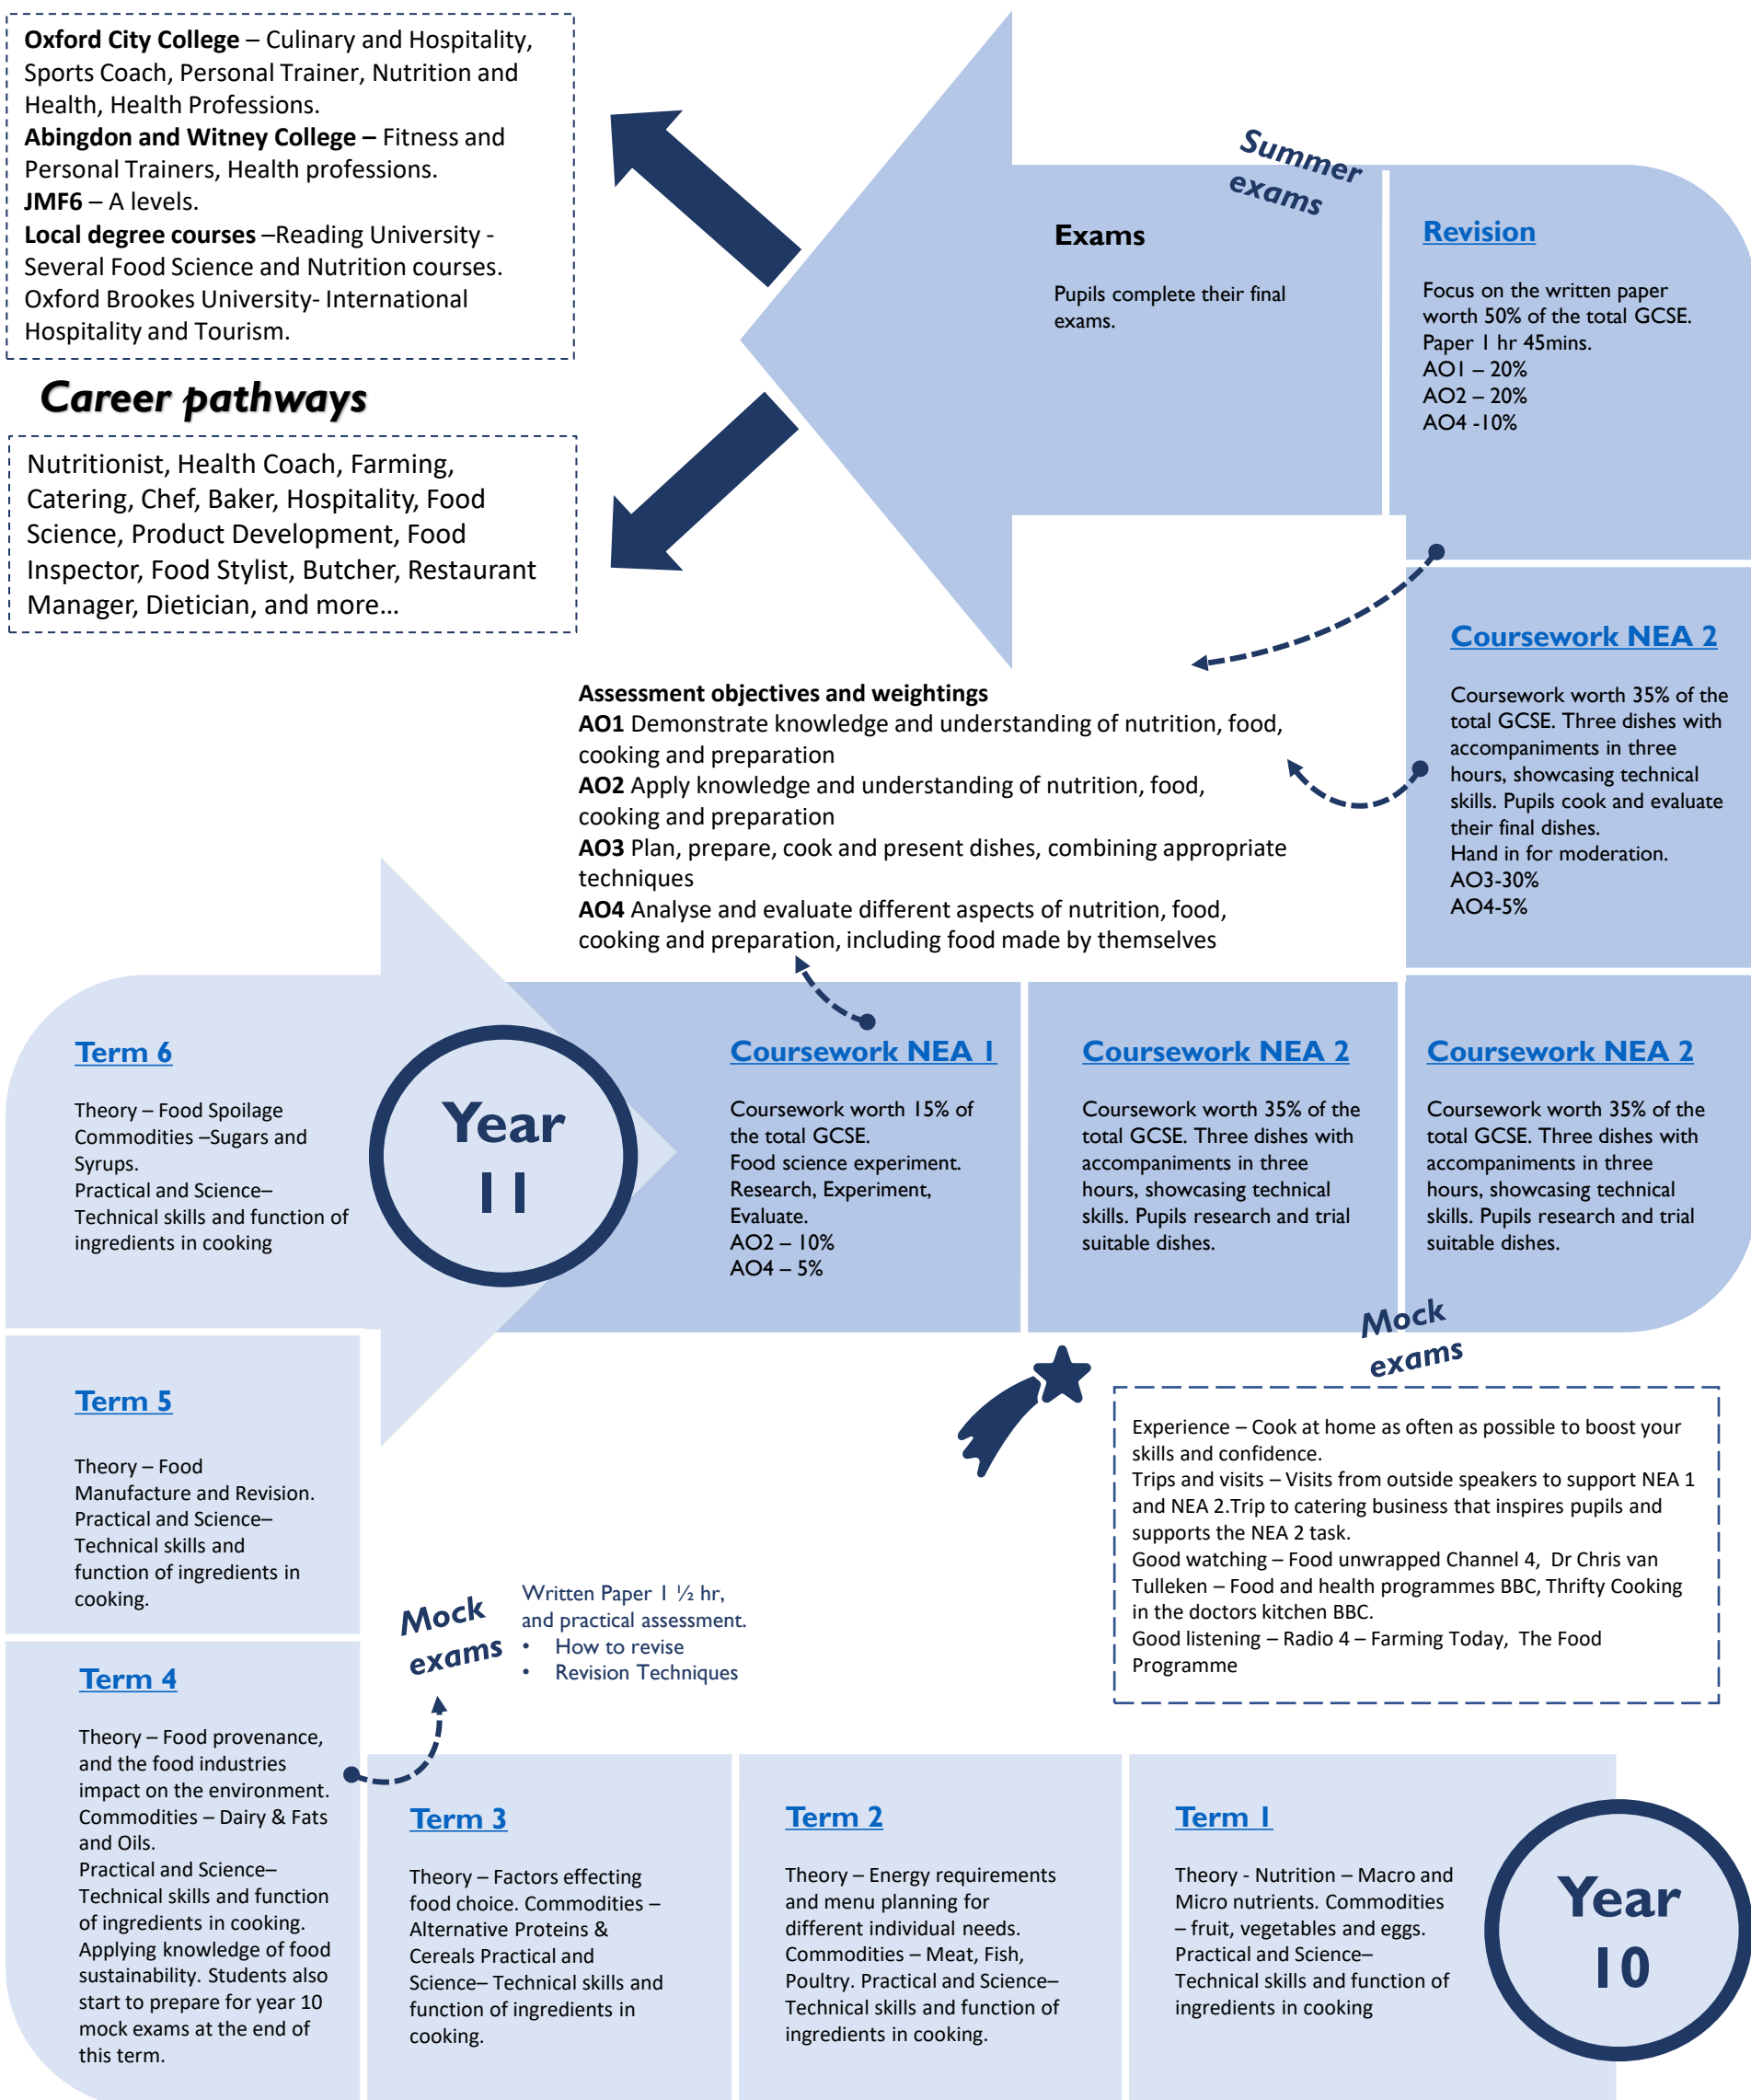 Oxford City College – Culinary and Hospitality,
Sports Coach, Personal Trainer, Nutrition and
Health, Health Professions.
Abingdon and Witney College – Fitness and
Personal Trainers, Health professions.
JMF6 – A levels.
Local degree courses –Reading University -
Several Food Science and Nutrition courses.
Oxford Brookes University- International
Hospitality and Tourism.
Career pathways
Nutritionist, Health Coach, Farming,
Catering, Chef, Baker, Hospitality, Food
Science, Product Development, Food
Inspector, Food Stylist, Butcher, Restaurant
Manager, Dietician, and more…
Summer
exams
Exams
Pupils complete their final
exams.
Revision
Focus on the written paper
worth 50% of the total GCSE.
Paper 1 hr 45mins.
AO1 – 20%
AO2 – 20%
AO4 -10%
Coursework NEA 2
Coursework worth 35% of the
total GCSE. Three dishes with
accompaniments in three
hours, showcasing technical
skills. Pupils cook and evaluate
their final dishes.
Hand in for moderation.
AO3-30%
AO4-5%
Assessment objectives and weightings
AO1 Demonstrate knowledge and understanding of nutrition, food,
cooking and preparation
AO2 Apply knowledge and understanding of nutrition, food,
cooking and preparation
AO3 Plan, prepare, cook and present dishes, combining appropriate
techniques
AO4 Analyse and evaluate different aspects of nutrition, food,
cooking and preparation, including food made by themselves
Term 6
Theory – Food Spoilage
Commodities –Sugars and
Syrups.
Practical and Science–
Technical skills and function of
ingredients in cooking
Year
11
Coursework NEA 1
Coursework worth 15% of
the total GCSE.
Food science experiment.
Research, Experiment,
Evaluate.
AO2 – 10%
AO4 – 5%
Coursework NEA 2
Coursework worth 35% of the
total GCSE. Three dishes with
accompaniments in three
hours, showcasing technical
skills. Pupils research and trial
suitable dishes.
Coursework NEA 2
Coursework worth 35% of the
total GCSE. Three dishes with
accompaniments in three
hours, showcasing technical
skills. Pupils research and trial
suitable dishes.
Mock
exams
Term 5
Theory – Food
Manufacture and Revision.
Practical and Science–
Technical skills and
function of ingredients in
cooking.
Experience – Cook at home as often as possible to boost your
skills and confidence.
Trips and visits – Visits from outside speakers to support NEA 1
and NEA 2.Trip to catering business that inspires pupils and
supports the NEA 2 task.
Good watching – Food unwrapped Channel 4, Dr Chris van
Tulleken – Food and health programmes BBC, Thrifty Cooking
in the doctors kitchen BBC.
Good listening – Radio 4 – Farming Today, The Food
Programme
Mock
exams
Written Paper 1 ½ hr,
and practical assessment.
• How to revise
• Revision Techniques
Term 4
Theory – Food provenance,
and the food industries
impact on the environment.
Commodities – Dairy & Fats
and Oils.
Practical and Science–
Technical skills and function
of ingredients in cooking.
Applying knowledge of food
sustainability. Students also
start to prepare for year 10
mock exams at the end of
this term.
Term 3
Theory – Factors effecting
food choice. Commodities –
Alternative Proteins &
Cereals Practical and
Science– Technical skills and
function of ingredients in
cooking.
Term 2
Theory – Energy requirements
and menu planning for
different individual needs.
Commodities – Meat, Fish,
Poultry. Practical and Science–
Technical skills and function of
ingredients in cooking.
Term 1
Theory - Nutrition – Macro and
Micro nutrients. Commodities
– fruit, vegetables and eggs.
Practical and Science–
Technical skills and function of
ingredients in cooking
Year
10